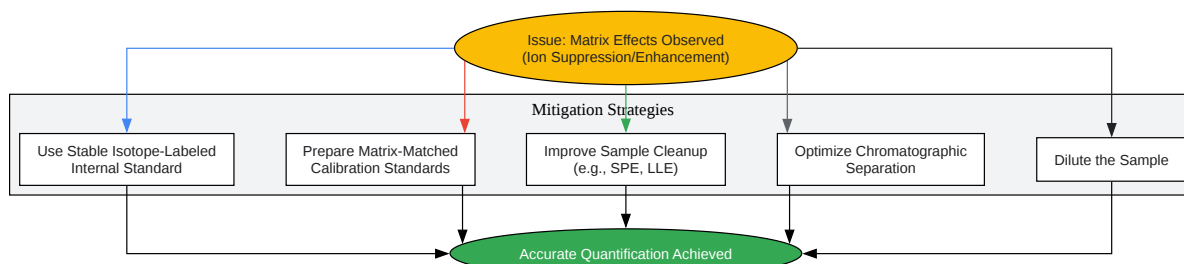 Issue: Matrix Effects Observed
(Ion Suppression/Enhancement)
Mitigation Strategies
Use Stable Isotope-Labeled
Internal Standard
Prepare Matrix-Matched
Calibration Standards
Improve Sample Cleanup
(e.g., SPE, LLE)
Optimize Chromatographic
Separation
Dilute the Sample
Accurate Quantification Achieved